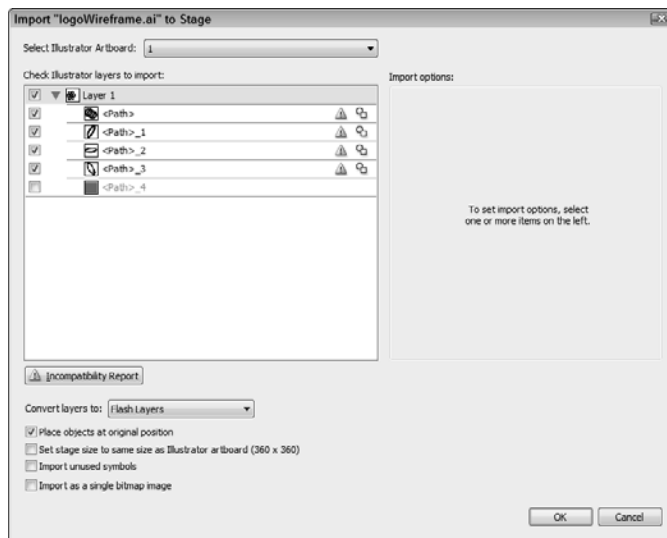 Import "logoWireframe.ai" to Stage
Select Illustrator Artboard: 1
Check Illustrator layers to import:
Import options:
Layer 1
<Path>
<Path>_1
<Path>_2
<Path>_3
<Path>_4
To set import options, select
one or more items on the left.
Incompatibility Report
Convert layers to: Flash Layers
Place objects at original position
Set stage size to same size as Illustrator artboard (360 x 360)
Import unused symbols
Import as a single bitmap image
OK
Cancel